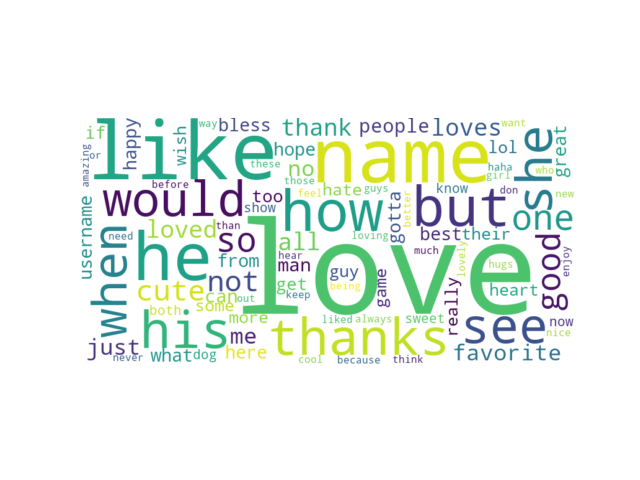 love
like
name
he
but
how
his
see
thanks
when
she
would
so
one
good
not
cute
loved
all
just
me
favorite
thank
people
loves
bless
hope
no
if
happy
wish
way
these
those
hate
too
show
before
than
from
man
get
guy
can
out
some
more
both
here
what
dog
never
need
username
amazing
or
hear
keep
feel
being
guys
loving
game
gotta
know
better
best
their
much
lovely
really
heart
sweet
liked
always
cool
because
think
hugs
now
nice
enjoy
new
don
girl
who
haha
lol
want
great